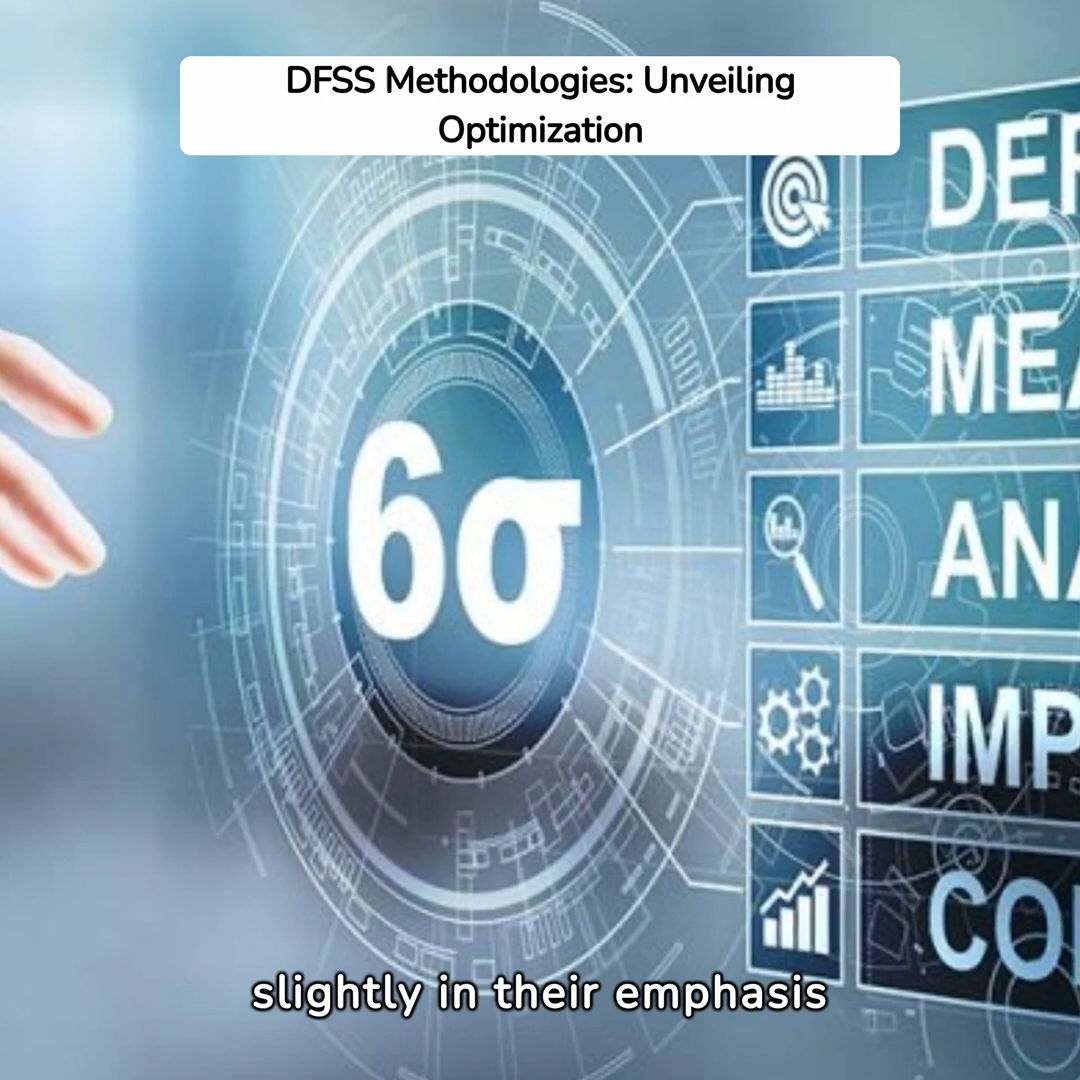 DFSS Methodologies: Unveiling
Optimization
DEF
MEA
6σ
ANA
IMP
CO
slightly in their emphasis